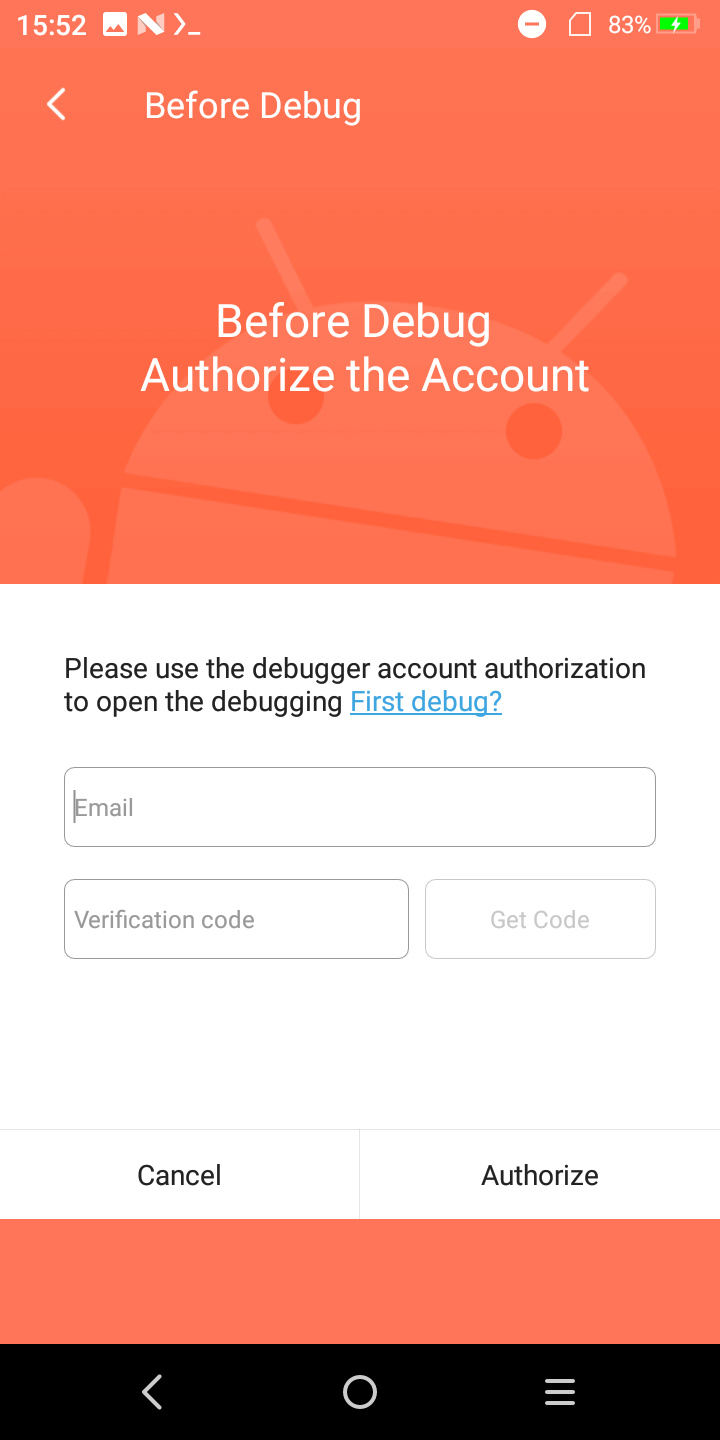 15:52 83%
Before Debug
Before Debug
Authorize the Account
Please use the debugger account authorization
to open the debugging First debug?
Email
Verification code Get Code
Cancel Authorize